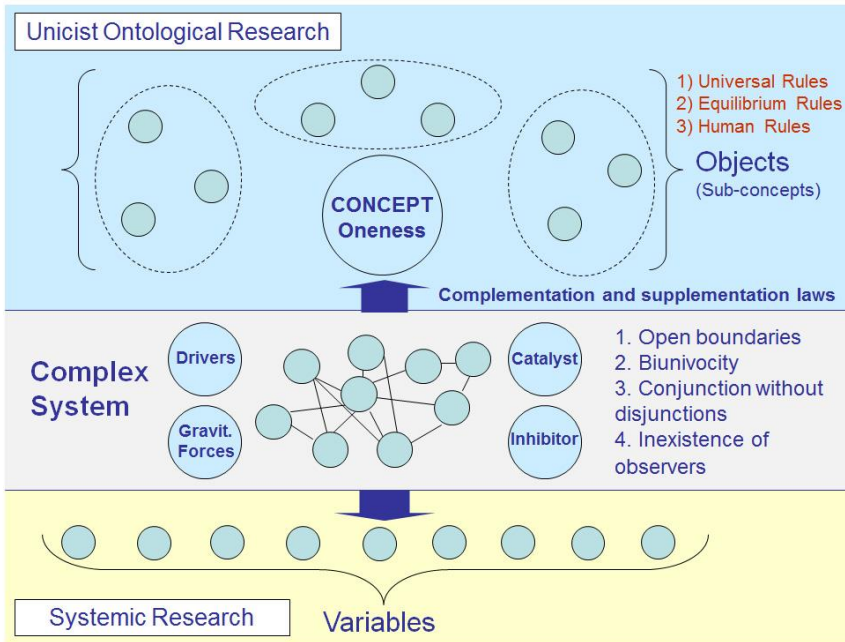 Unicist Ontological Research
1) Universal Rules
2) Equilibrium Rules
3) Human Rules
Objects
(Sub-concepts)
CONCEPT
Oneness
Complementation and supplementation laws
Complex
System
Drivers
Gravit.
Forces
Catalyst
Inhibitor
1. Open boundaries
2. Biunivocity
3. Conjunction without
disjunctions
4. Inexistence of
observers
Systemic Research
Variables